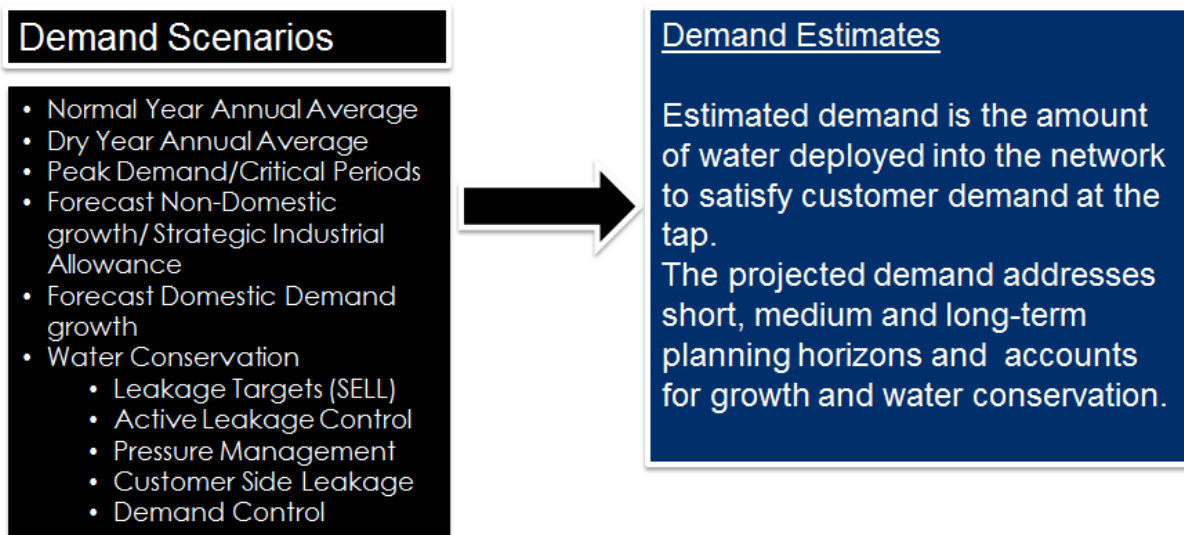 Demand Scenarios
• Normal Year Annual Average
• Dry Year Annual Average
• Peak Demand/Critical Periods
• Forecast Non-Domestic
growth/ Strategic Industrial
Allowance
• Forecast Domestic Demand
growth
• Water Conservation
• Leakage Targets (SELL)
• Active Leakage Control
• Pressure Management
• Customer Side Leakage
• Demand Control
Demand Estimates
Estimated demand is the amount
of water deployed into the network
to satisfy customer demand at the
tap.
The projected demand addresses
short, medium and long-term
planning horizons and accounts
for growth and water conservation.